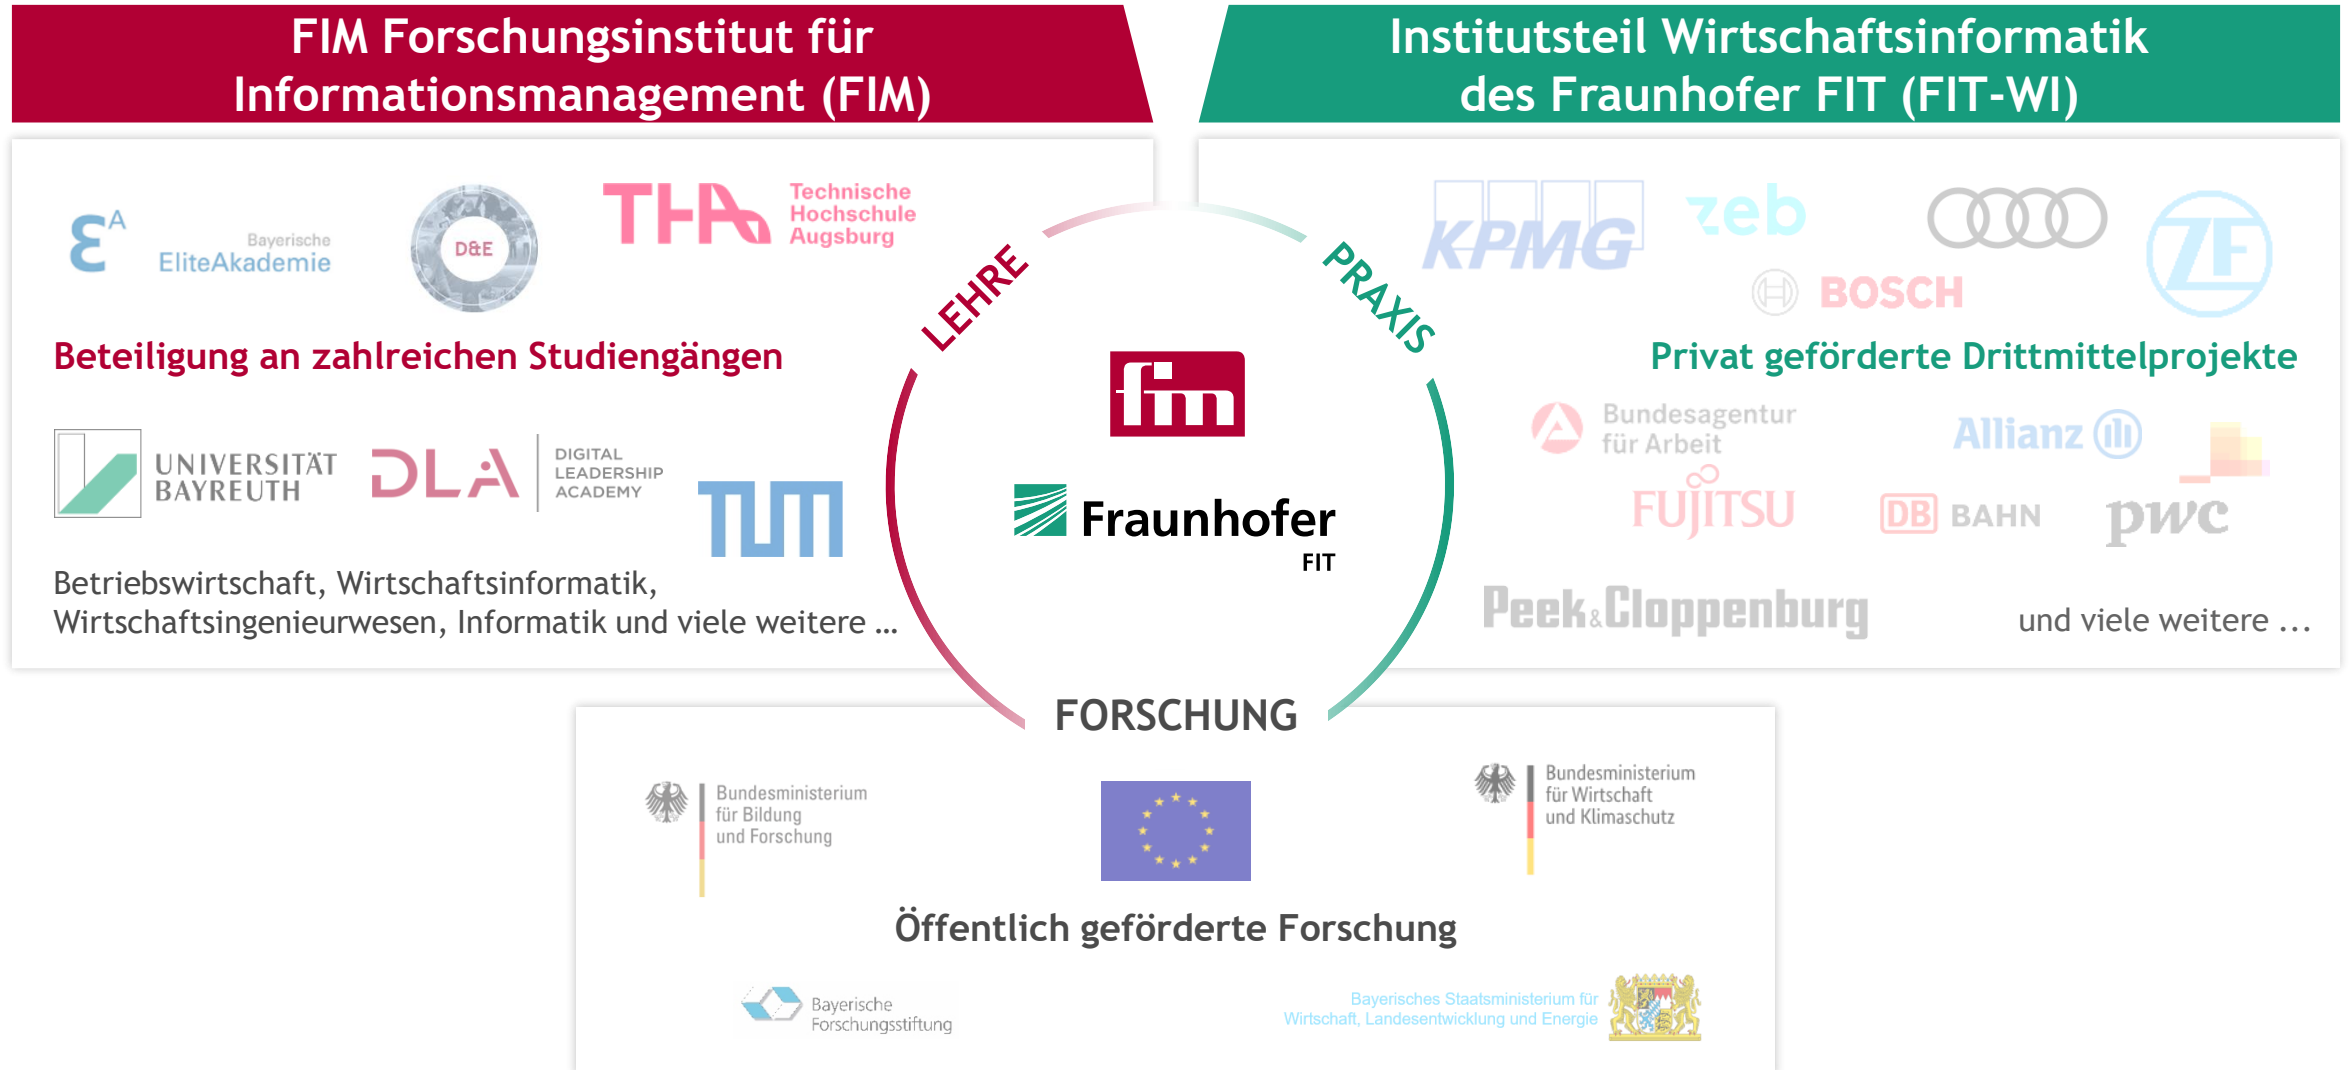 FIM Forschungsinstitut für
Informationsmanagement (FIM)
Institutsteil Wirtschaftsinformatik
des Fraunhofer FIT (FIT-WI)
εA
Bayerische
EliteAkademie
D&E
THA
Technische
Hochschule
Augsburg
Beteiligung an zahlreichen Studiengängen
UNIVERSITÄT
BAYREUTH
DLA
DIGITAL
LEADERSHIP
ACADEMY
TUM
Betriebswirtschaft, Wirtschaftsinformatik,
Wirtschaftsingenieurwesen, Informatik und viele weitere …
LEHRE
PRAXIS
fim
Fraunhofer
FIT
FORSCHUNG
KPMG
zeb
ZF
BOSCH
Privat geförderte Drittmittelprojekte
Bundesagentur
für Arbeit
Allianz
FUJITSU
DB BAHN
pwc
Peek&Cloppenburg
und viele weitere ...
Bundesministerium
für Bildung
und Forschung
Bundesministerium
für Wirtschaft
und Klimaschutz
Öffentlich geförderte Forschung
Bayerische
Forschungsstiftung
Bayerisches Staatsministerium für
Wirtschaft, Landesentwicklung und Energie